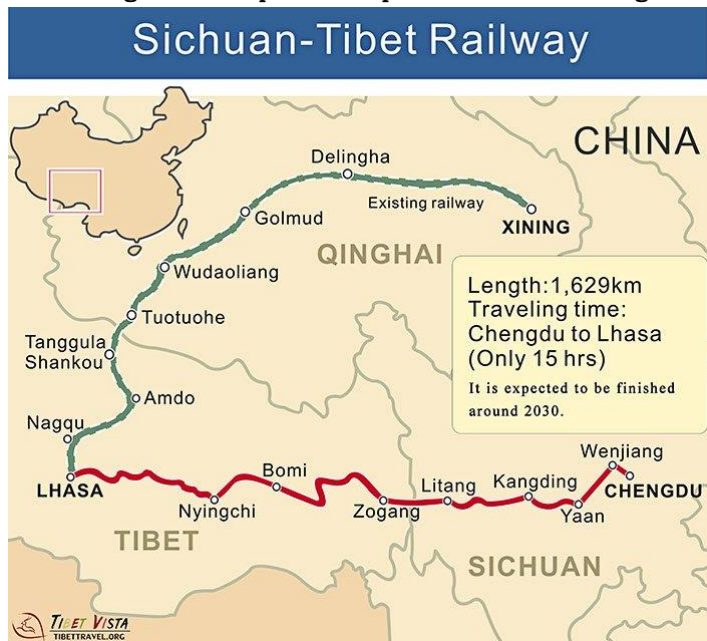 Sichuan-Tibet Railway
CHINA
Delingha
Existing railway
Golmud
XINING
QINGHAI
Wudaoliang
Length:1,629km
Traveling time:
Chengdu to Lhasa
(Only 15 hrs)
It is expected to be finished
around 2030.
Tuotuohe
Tanggula
Shankou
Amdo
Nagqu
LHASA
Nyingchi
Bomi
Zogang
Litang
Kangding
Yaan
Wenjiang
CHENGDU
TIBET
SICHUAN
TIBET VISTA
TIBETTRAVEL.ORG